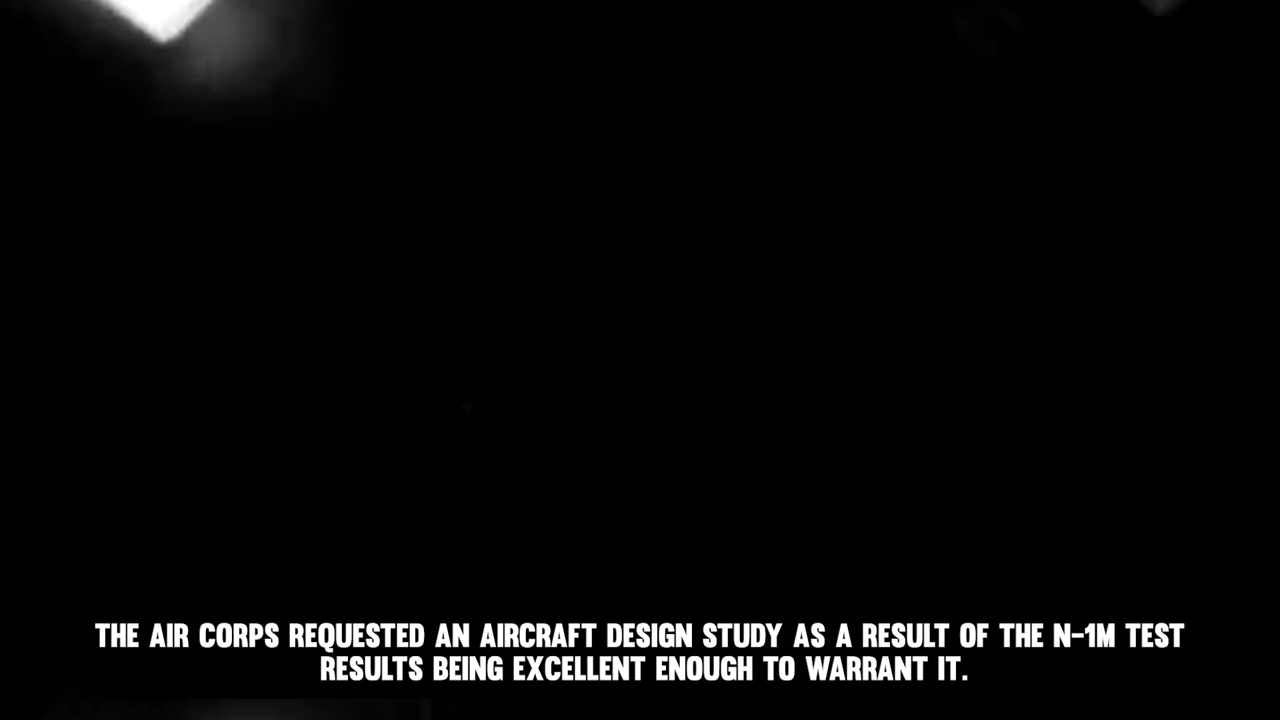 THE AIR CORPS REQUESTED AN AIRCRAFT DESIGN STUDY AS A RESULT OF THE N-1M TEST
RESULTS BEING EXCELLENT ENOUGH TO WARRANT IT.